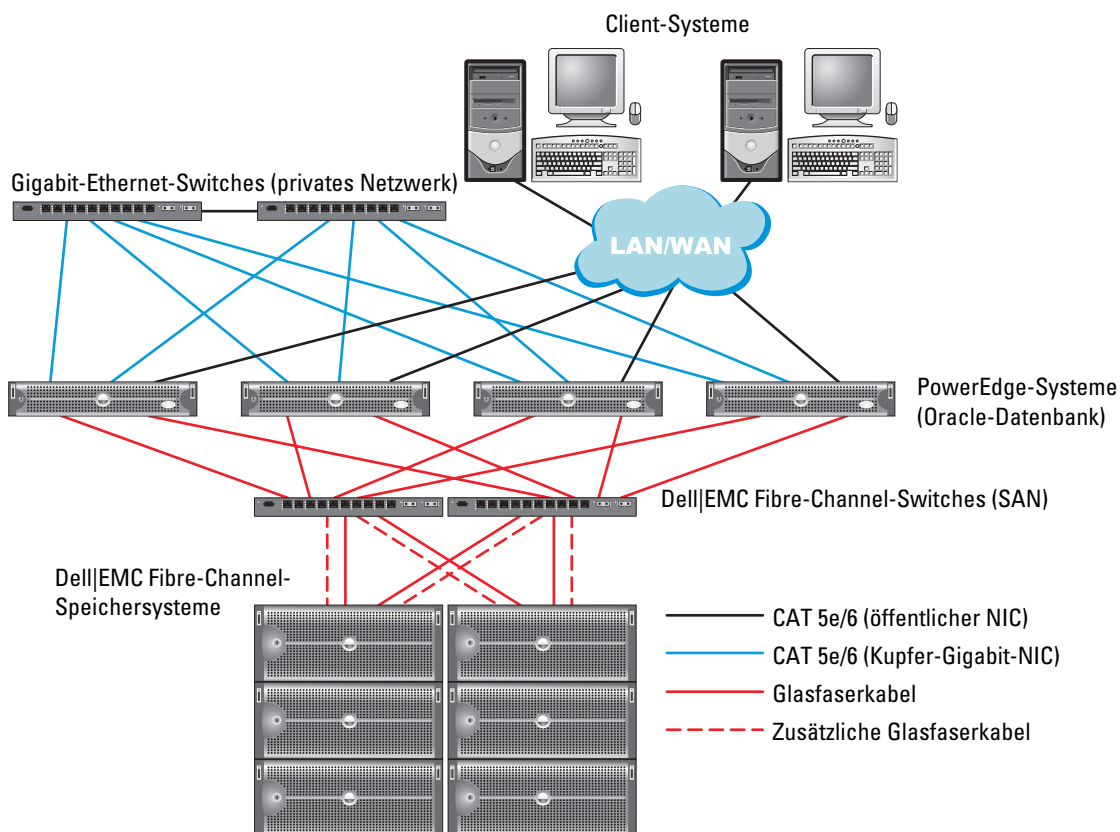 Client-Systeme
Gigabit-Ethernet-Switches (privates Netzwerk)
LAN/WAN
PowerEdge-Systeme
(Oracle-Datenbank)
Dell|EMC Fibre-Channel-Switches (SAN)
Dell|EMC Fibre-Channel-
Speichersysteme
CAT 5e/6 (öffentlicher NIC)
CAT 5e/6 (Kupfer-Gigabit-NIC)
Glasfaserkabel
Zusätzliche Glasfaserkabel